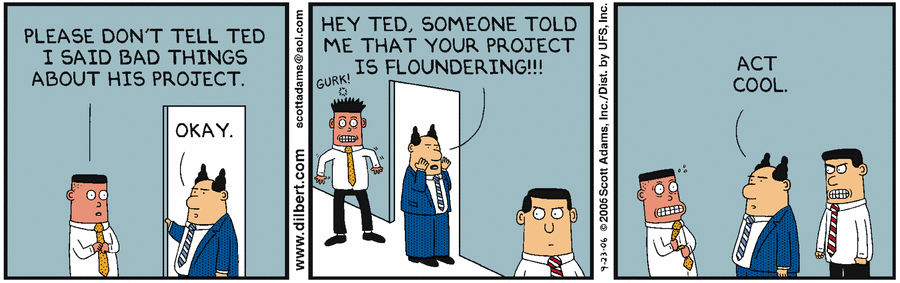 PLEASE DON'T TELL TED
I SAID BAD THINGS
ABOUT HIS PROJECT.
OKAY.
www.dilbert.com
scottadams@aol.com
HEY TED, SOMEONE TOLD
ME THAT YOUR PROJECT
IS FLOUNDERING!!!
GURK!
9-23-06 ©2006 Scott Adams, Inc./Dist. by UFS, Inc.
ACT
COOL.